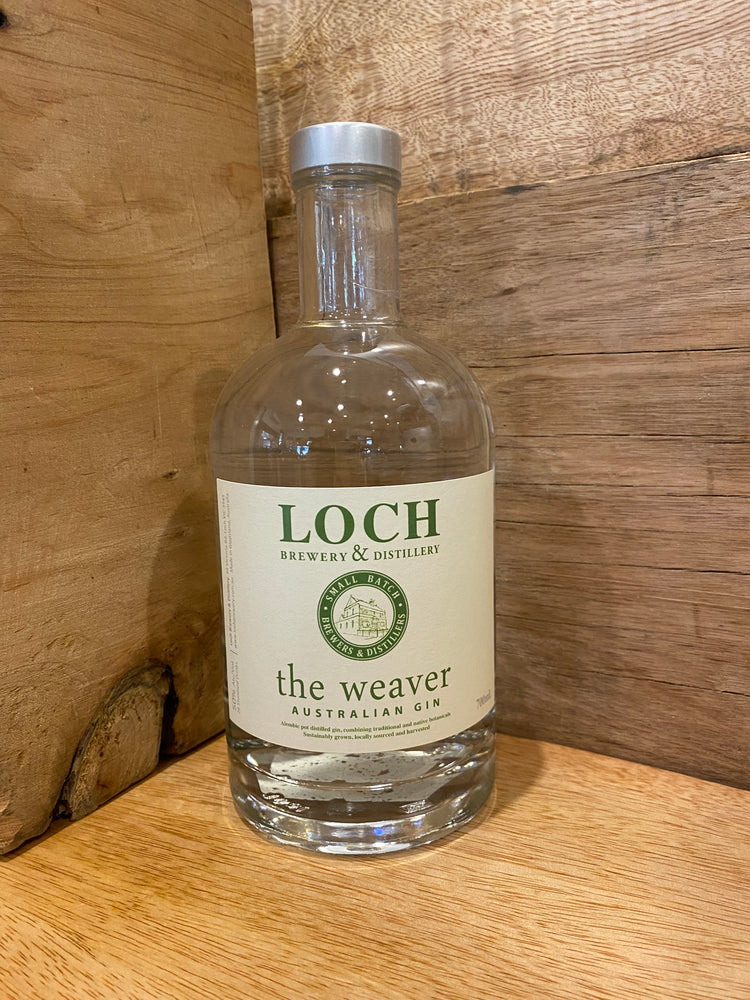 LOCH
BREWERY & DISTILLERY
SMALL BATCH
BREWERS & DISTILLERS
the weaver
AUSTRALIAN GIN
Alembic pot distilled gin, combining traditional and native botanicals
Sustainably grown, locally sourced and harvested
700ml